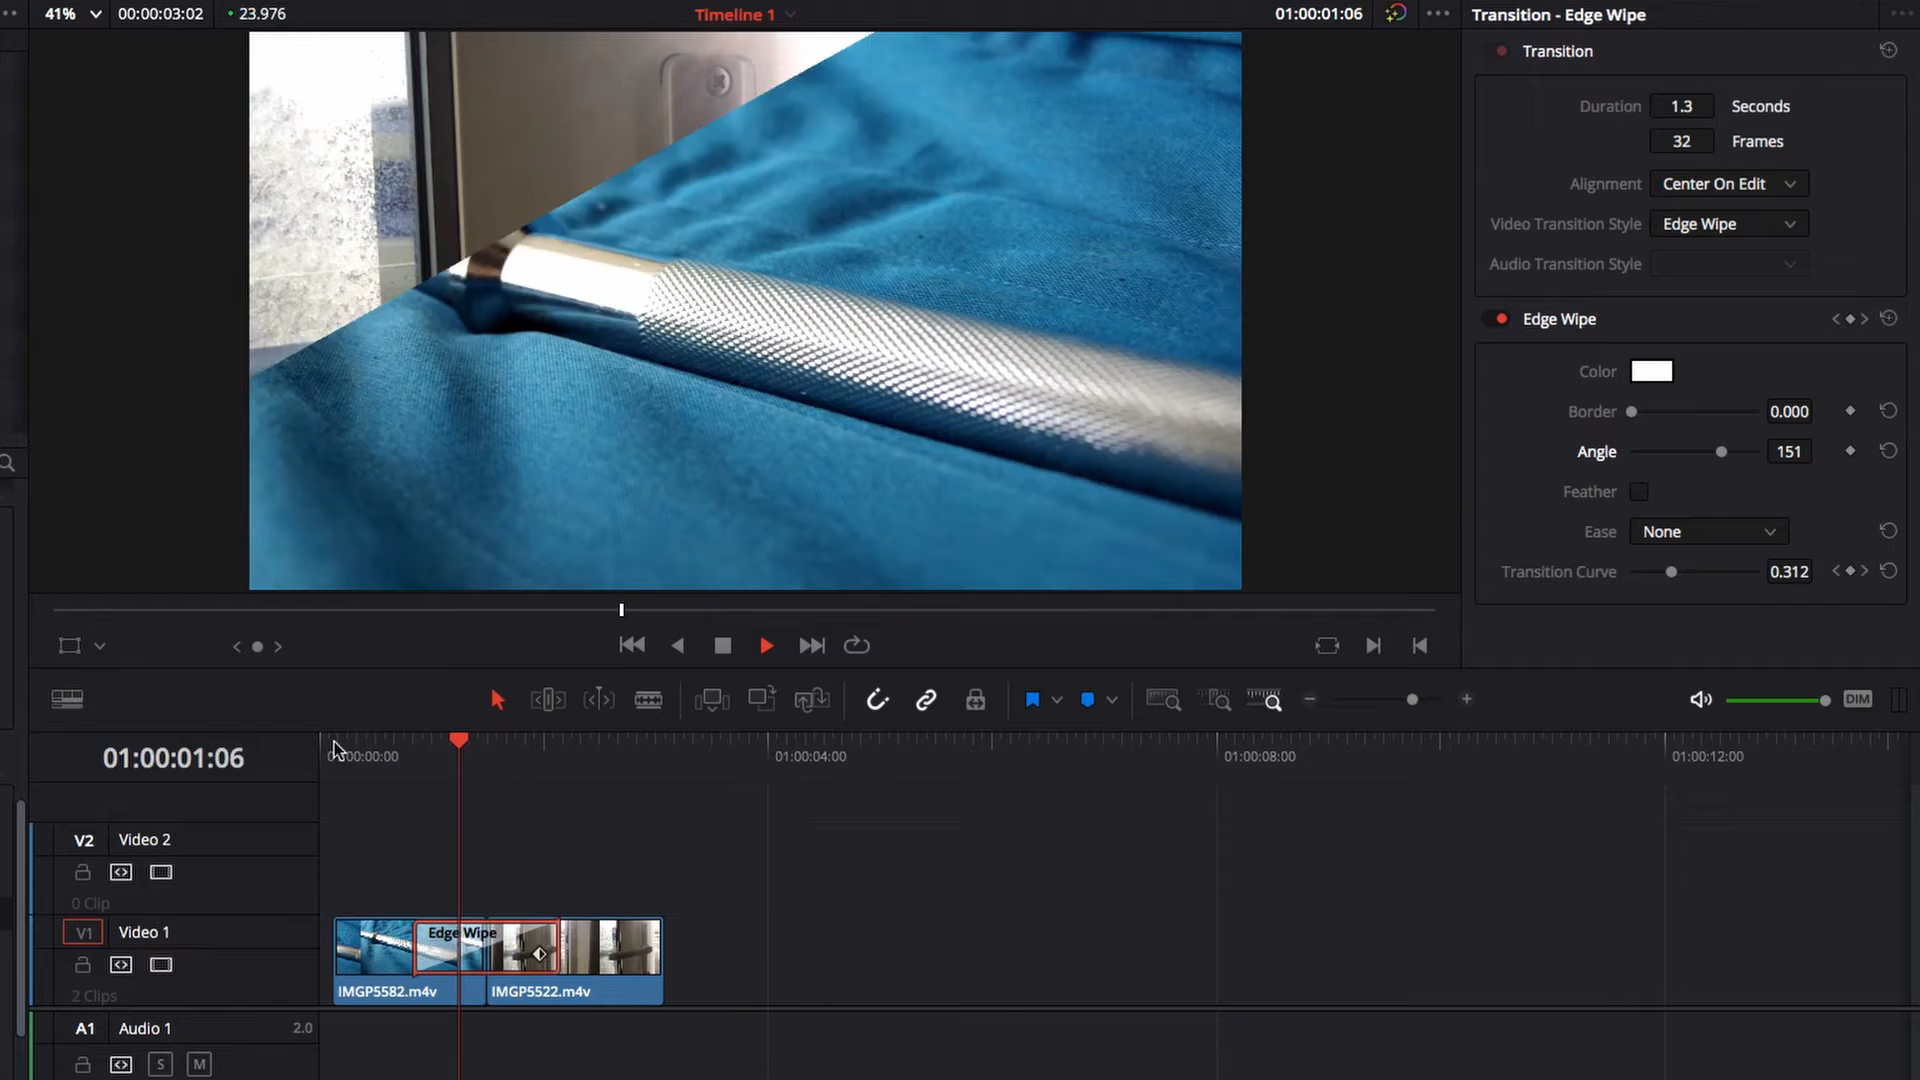 41% 00:00:03:02 23.976 Timeline 1 01:00:01:06
Transition - Edge Wipe
Transition
Duration 1.3 Seconds
32 Frames
Alignment Center On Edit
Video Transition Style Edge Wipe
Audio Transition Style
Edge Wipe
Color
Border 0.000
Angle 151
Feather
Ease None
Transition Curve 0.312
DIM
01:00:01:06
01:00:04:00 01:00:08:00 01:00:12:00
V2 Video 2
0 Clip
V1 Video 1
2 Clips
Edge Wipe
IMGP5582.m4v IMGP5522.m4v
A1 Audio 1 2.0
S M